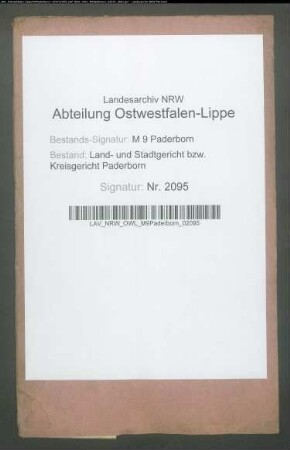 Landesarchiv NRW
Abteilung Ostwestfalen-Lippe
Bestands-Signatur: M 9 Paderborn
Bestand: Land- und Stadtgericht bzw.
Kreisgericht Paderborn
Signatur: Nr. 2095
LAV_NRW_OWL_M9Paderborn_02095